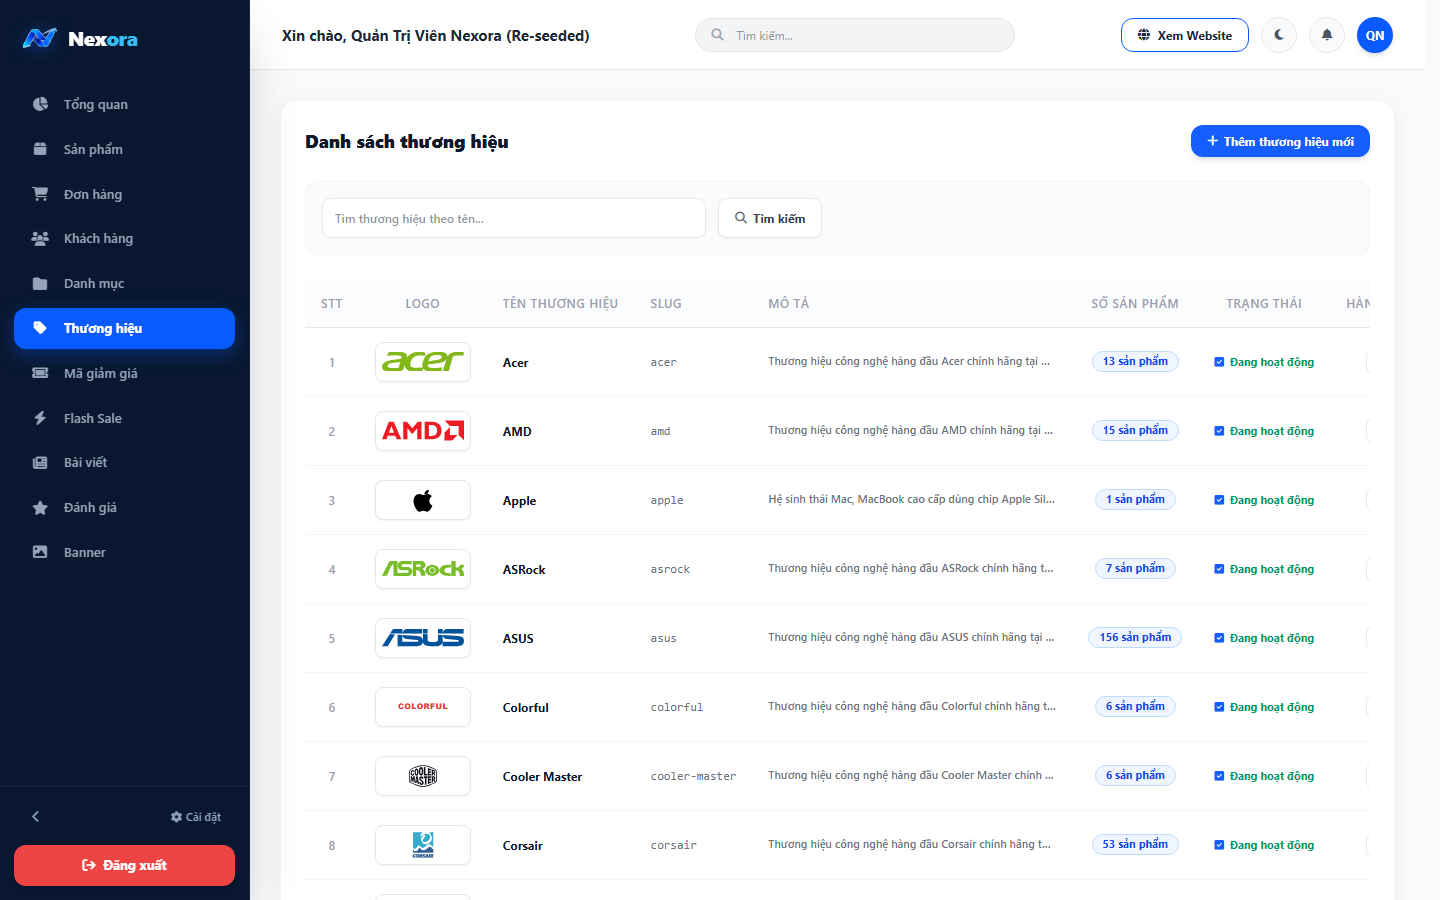 Nexora
Xin chào, Quản Trị Viên Nexora (Re-seeded)
Tìm kiếm...
Xem Website
QN
Tổng quan
Sản phẩm
Đơn hàng
Khách hàng
Danh mục
Thương hiệu
Mã giảm giá
Flash Sale
Bài viết
Đánh giá
Banner
Cài đặt
Đăng xuất
Danh sách thương hiệu
Thêm thương hiệu mới
Tìm thương hiệu theo tên...
Tìm kiếm
STT LOGO TÊN THƯƠNG HIỆU SLUG MÔ TẢ SỐ SẢN PHẨM TRẠNG THÁI HÀN
1 acer Acer acer Thương hiệu công nghệ hàng đầu Acer chính hãng tại ... 13 sản phẩm Đang hoạt động
2 AMD AMD amd Thương hiệu công nghệ hàng đầu AMD chính hãng tại ... 15 sản phẩm Đang hoạt động
3 Apple apple Hệ sinh thái Mac, MacBook cao cấp dùng chip Apple Sil... 1 sản phẩm Đang hoạt động
4 ASRock ASRock asrock Thương hiệu công nghệ hàng đầu ASRock chính hãng t... 7 sản phẩm Đang hoạt động
5 ASUS ASUS asus Thương hiệu công nghệ hàng đầu ASUS chính hãng tại ... 156 sản phẩm Đang hoạt động
6 COLORFUL Colorful colorful Thương hiệu công nghệ hàng đầu Colorful chính hãng t... 6 sản phẩm Đang hoạt động
7 COOLER MASTER Cooler Master cooler-master Thương hiệu công nghệ hàng đầu Cooler Master chính ... 6 sản phẩm Đang hoạt động
8 CORSAIR Corsair corsair Thương hiệu công nghệ hàng đầu Corsair chính hãng t... 53 sản phẩm Đang hoạt động